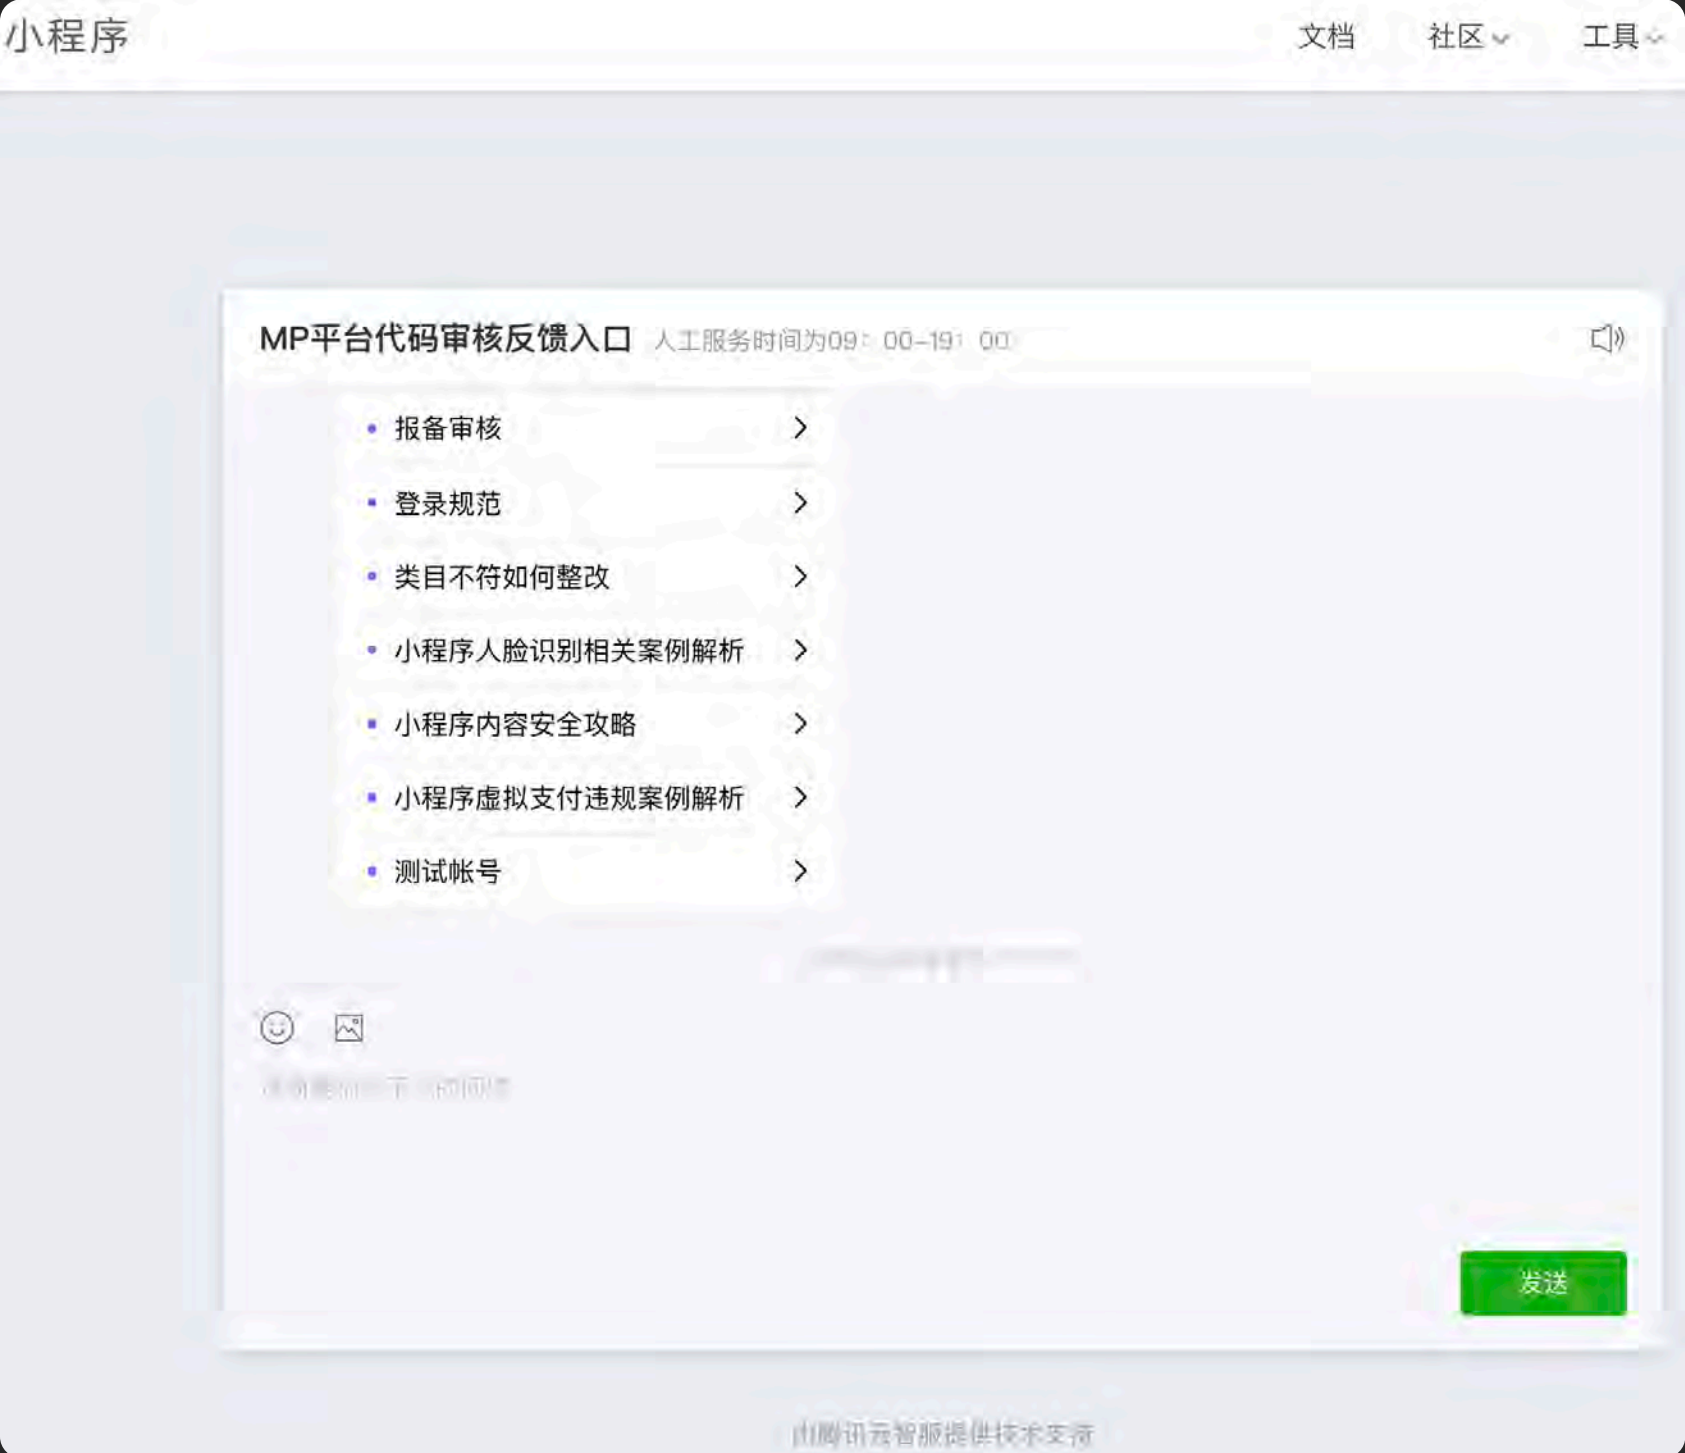 小程序
文档 社区 工具
MP平台代码审核反馈入口 人工服务时间为09：00-19：00
报备审核
登录规范
类目不符如何整改
小程序人脸识别相关案例解析
小程序内容安全攻略
小程序虚拟支付违规案例解析
测试帐号
发送
由腾讯云智服提供技术支持